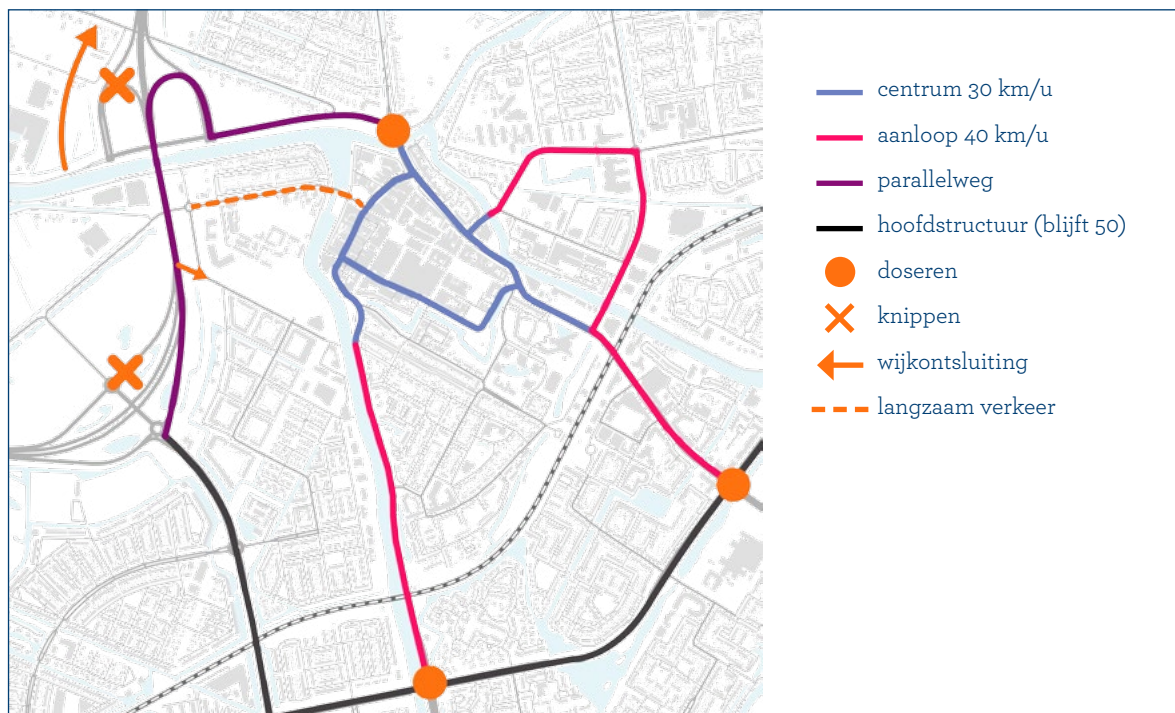 centrum 30 km/u
aanloop 40 km/u
parallelweg
hoofdstructuur (blijft 50)
doseren
knippen
wijkontsluiting
langzaam verkeer